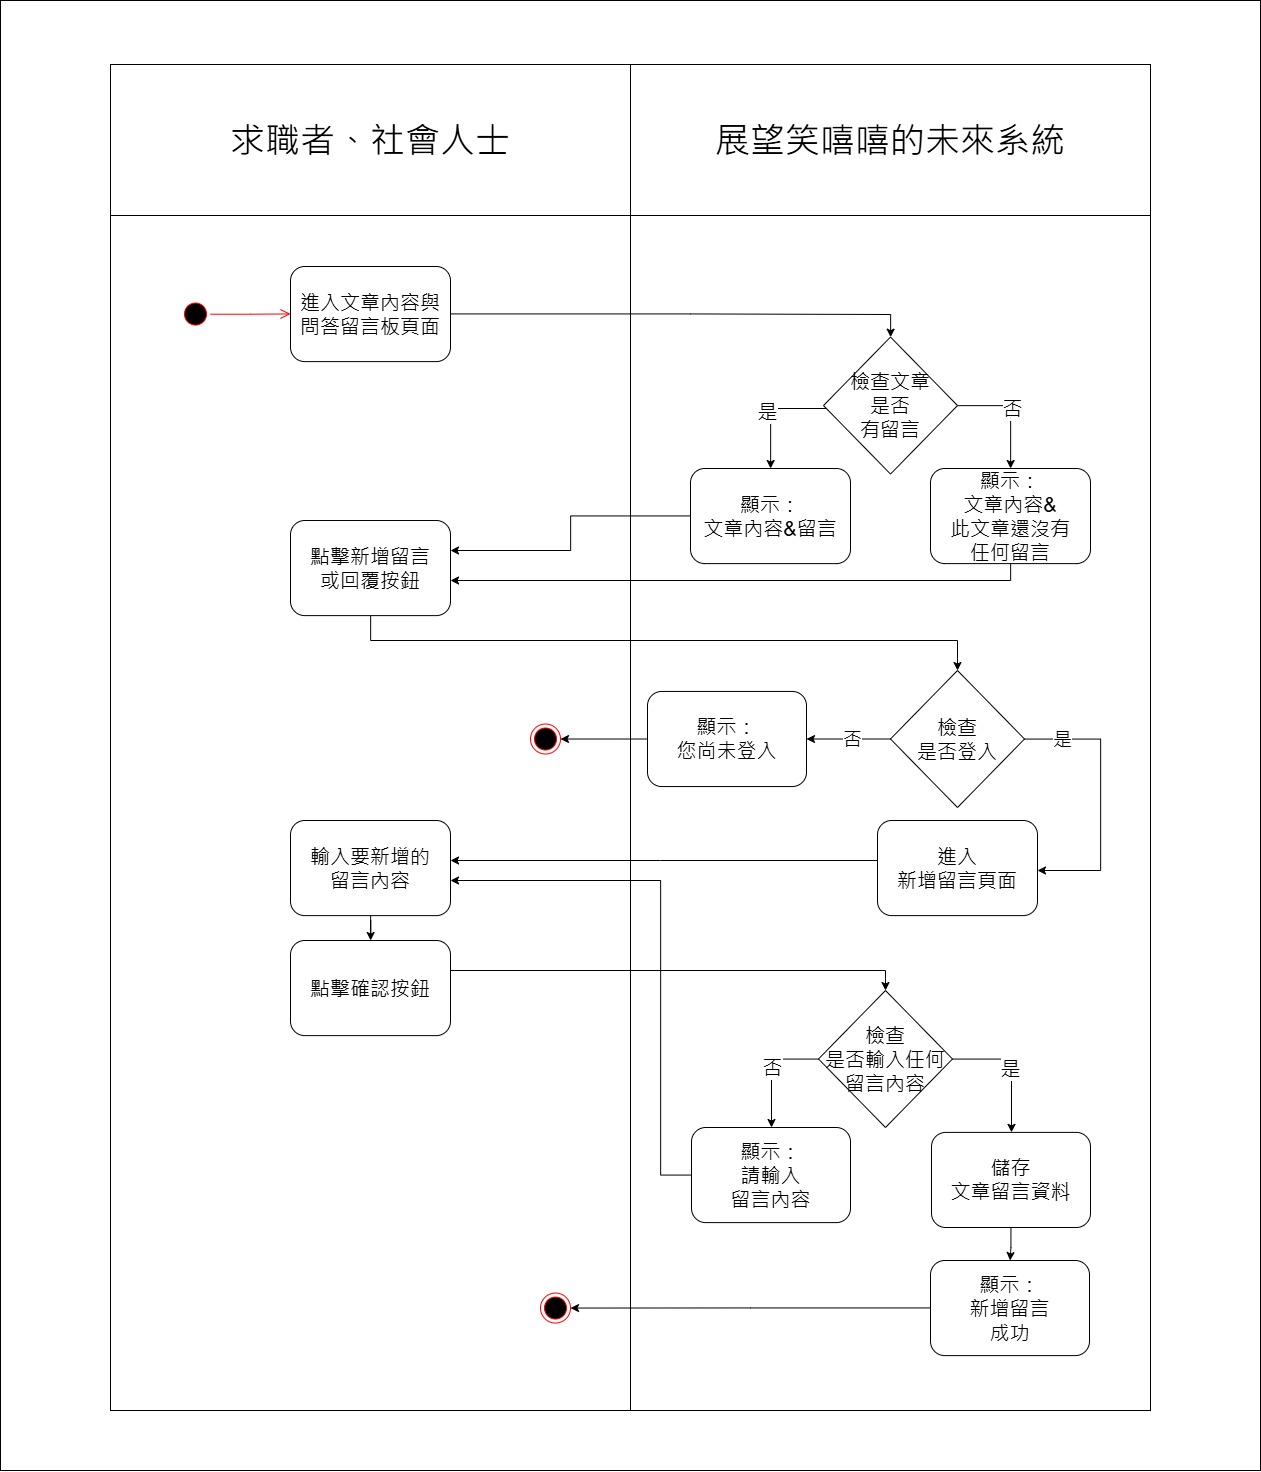 求職者、社會人士
展望笑嘻嘻的未來系統
進入文章內容與
問答留言板頁面
檢查文章
是否
有留言
是
否
顯示：
文章內容&留言
顯示：
文章內容&
此文章還沒有
任何留言
點擊新增留言
或回覆按鈕
檢查
是否登入
否
是
顯示：
您尚未登入
進入
新增留言頁面
輸入要新增的
留言內容
點擊確認按鈕
檢查
是否輸入任何
留言內容
否
是
顯示：
請輸入
留言內容
儲存
文章留言資料
顯示：
新增留言
成功